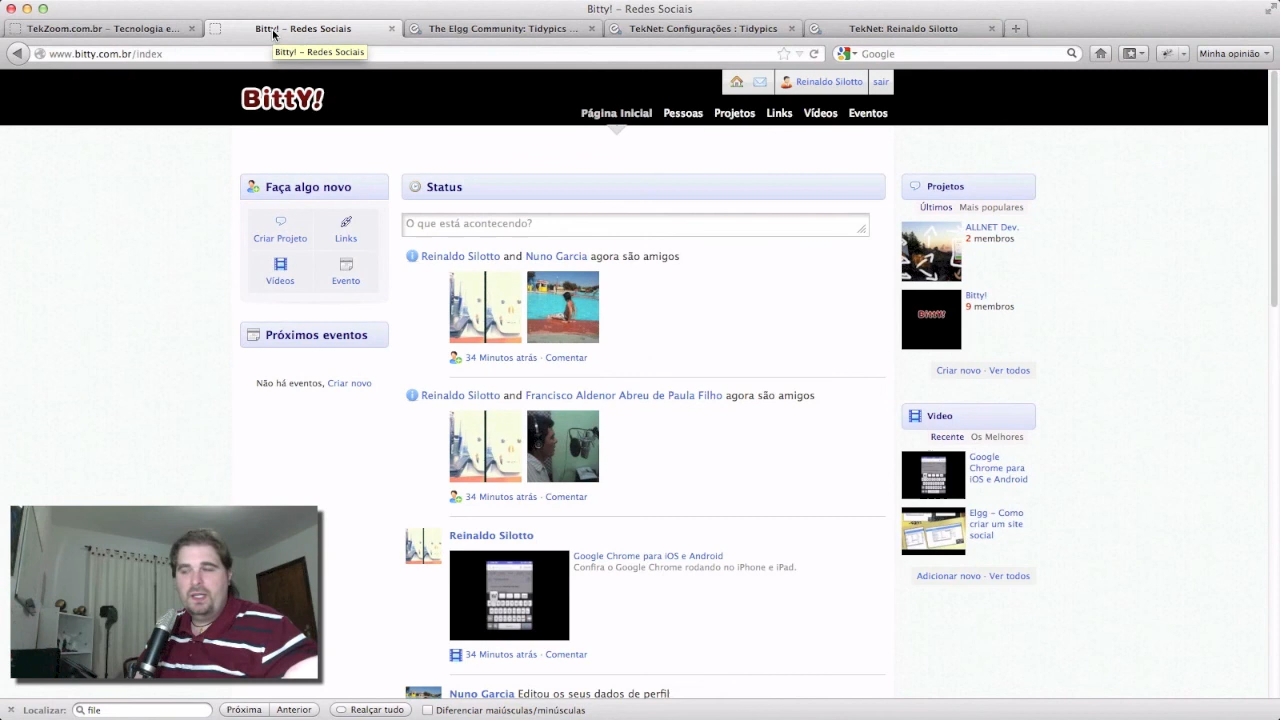 Bitty! – Redes Sociais
TekZoom.com.br – Tecnologia e...
Bitty! – Redes Sociais
The Elgg Community: Tidypics ...
TekNet: Configurações : Tidypics
TekNet: Reinaldo Silotto
Bitty! – Redes Sociais
www.bitty.com.br/index
Google
Minha opinião
Reinaldo Silotto
sair
BittY!
Página Inicial
Pessoas
Projetos
Links
Vídeos
Eventos
Faça algo novo
Criar Projeto
Links
Vídeos
Evento
Próximos eventos
Não há eventos, Criar novo
Status
O que está acontecendo?
Reinaldo Silotto and Nuno Garcia agora são amigos
34 Minutos atrás · Comentar
Reinaldo Silotto and Francisco Aldenor Abreu de Paula Filho agora são amigos
34 Minutos atrás · Comentar
Reinaldo Silotto
Google Chrome para iOS e Android
Confira o Google Chrome rodando no iPhone e iPad.
34 Minutos atrás · Comentar
Nuno Garcia Editou os seus dados de perfil
Projetos
Últimos
Mais populares
ALLNET Dev.
2 membros
BittY!
Bitty!
9 membros
Criar novo · Ver todos
Video
Recente
Os Melhores
Google
Chrome para
iOS e Android
Elgg – Como
criar um site
social
Adicionar novo · Ver todos
Localizar:
file
Próxima
Anterior
Realçar tudo
Diferenciar maiúsculas/minúsculas